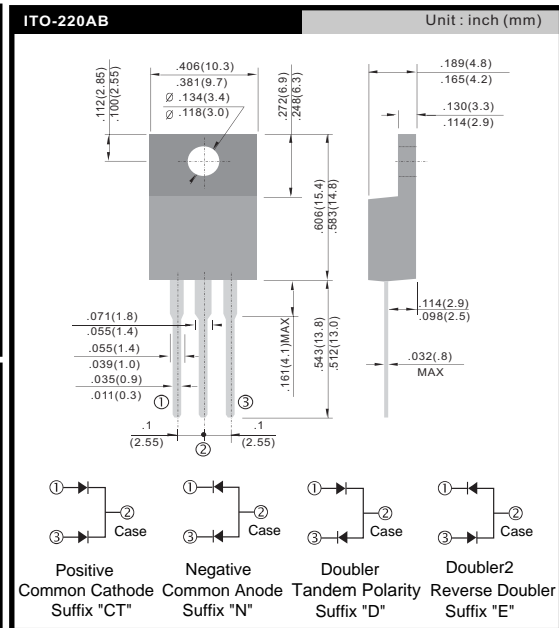 ITO-220AB
Unit : inch (mm)
.406(10.3)
.381(9.7)
Ø .134(3.4)
Ø .118(3.0)
.112(2.85)
.100(2.55)
.272(6.9)
.248(6.3)
.189(4.8)
.165(4.2)
.130(3.3)
.114(2.9)
.606(15.4)
.583(14.8)
.071(1.8)
.055(1.4)
.055(1.4)
.039(1.0)
.035(0.9)
.011(0.3)
.161(4.1)MAX
.543(13.8)
.512(13.0)
.114(2.9)
.098(2.5)
.032(.8)
MAX
① ③
.1
(2.55)
②
.1
(2.55)
① ② Case ③
① ② Case ③
① ② Case ③
① ② Case ③
Positive
Common Cathode
Suffix "CT"
Negative
Common Anode
Suffix "N"
Doubler
Tandem Polarity
Suffix "D"
Doubler2
Reverse Doubler
Suffix "E"